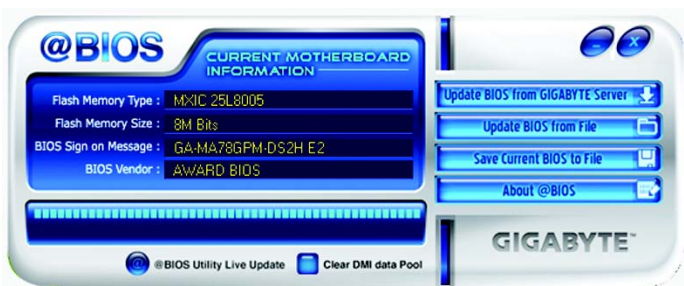 @BIOS
CURRENT MOTHERBOARD
INFORMATION
Flash Memory Type : MXIC 25L8005
Flash Memory Size : 8M Bits
BIOS Sign on Message : GA-MA78GPM-DS2H E2
BIOS Vendor : AWARD BIOS
@BIOS Utility Live Update
Clear DMI data Pool
- X
Update BIOS from GIGABYTE Server
Update BIOS from File
Save Current BIOS to File
About @BIOS
GIGABYTE™